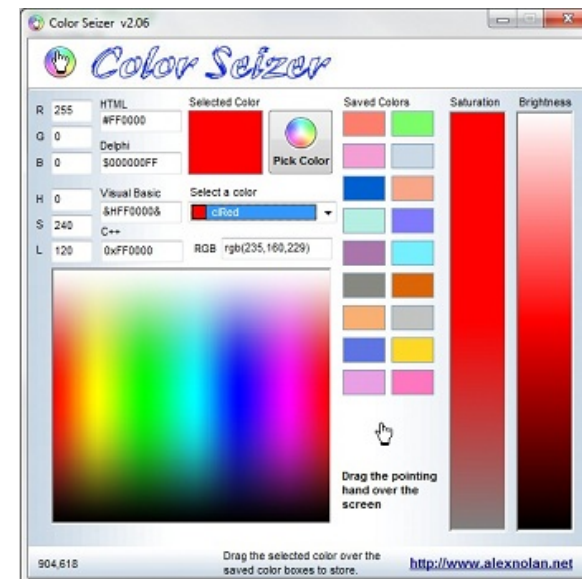 Color Seizer v2.06
Color Seizer
R 255
G 0
B 0
H 0
S 240
L 120
HTML
#FF0000
Delphi
$000000FF
Visual Basic
&HFF0000&
C++
0xFF0000
Selected Color
Pick Color
Select a color
clRed
RGB rgb(235,160,229)
Saved Colors
Saturation
Brightness
Drag the pointing
hand over the
screen
904,618
Drag the selected color over the
saved color boxes to store.
http://www.alexnolan.net